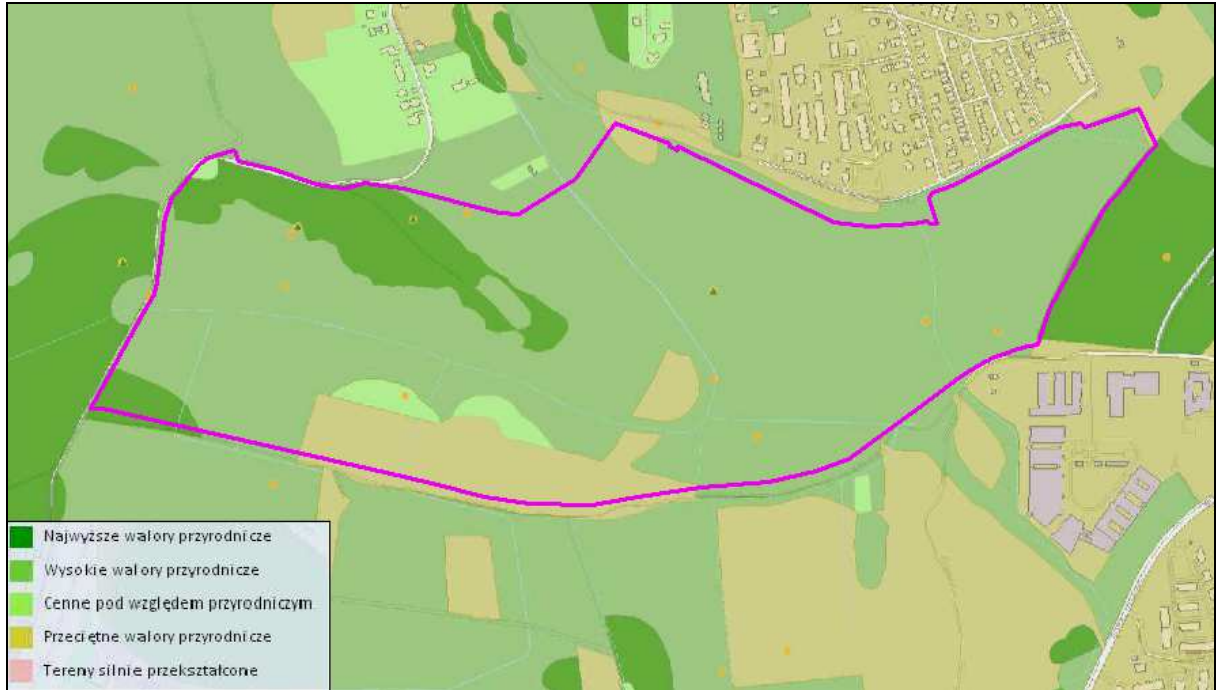 Najwyższe walory przyrodnicze
Wysokie walory przyrodnicze
Cenne pod względem przyrodniczym
Przeciętne walory przyrodnicze
Tereny silnie przekształcone